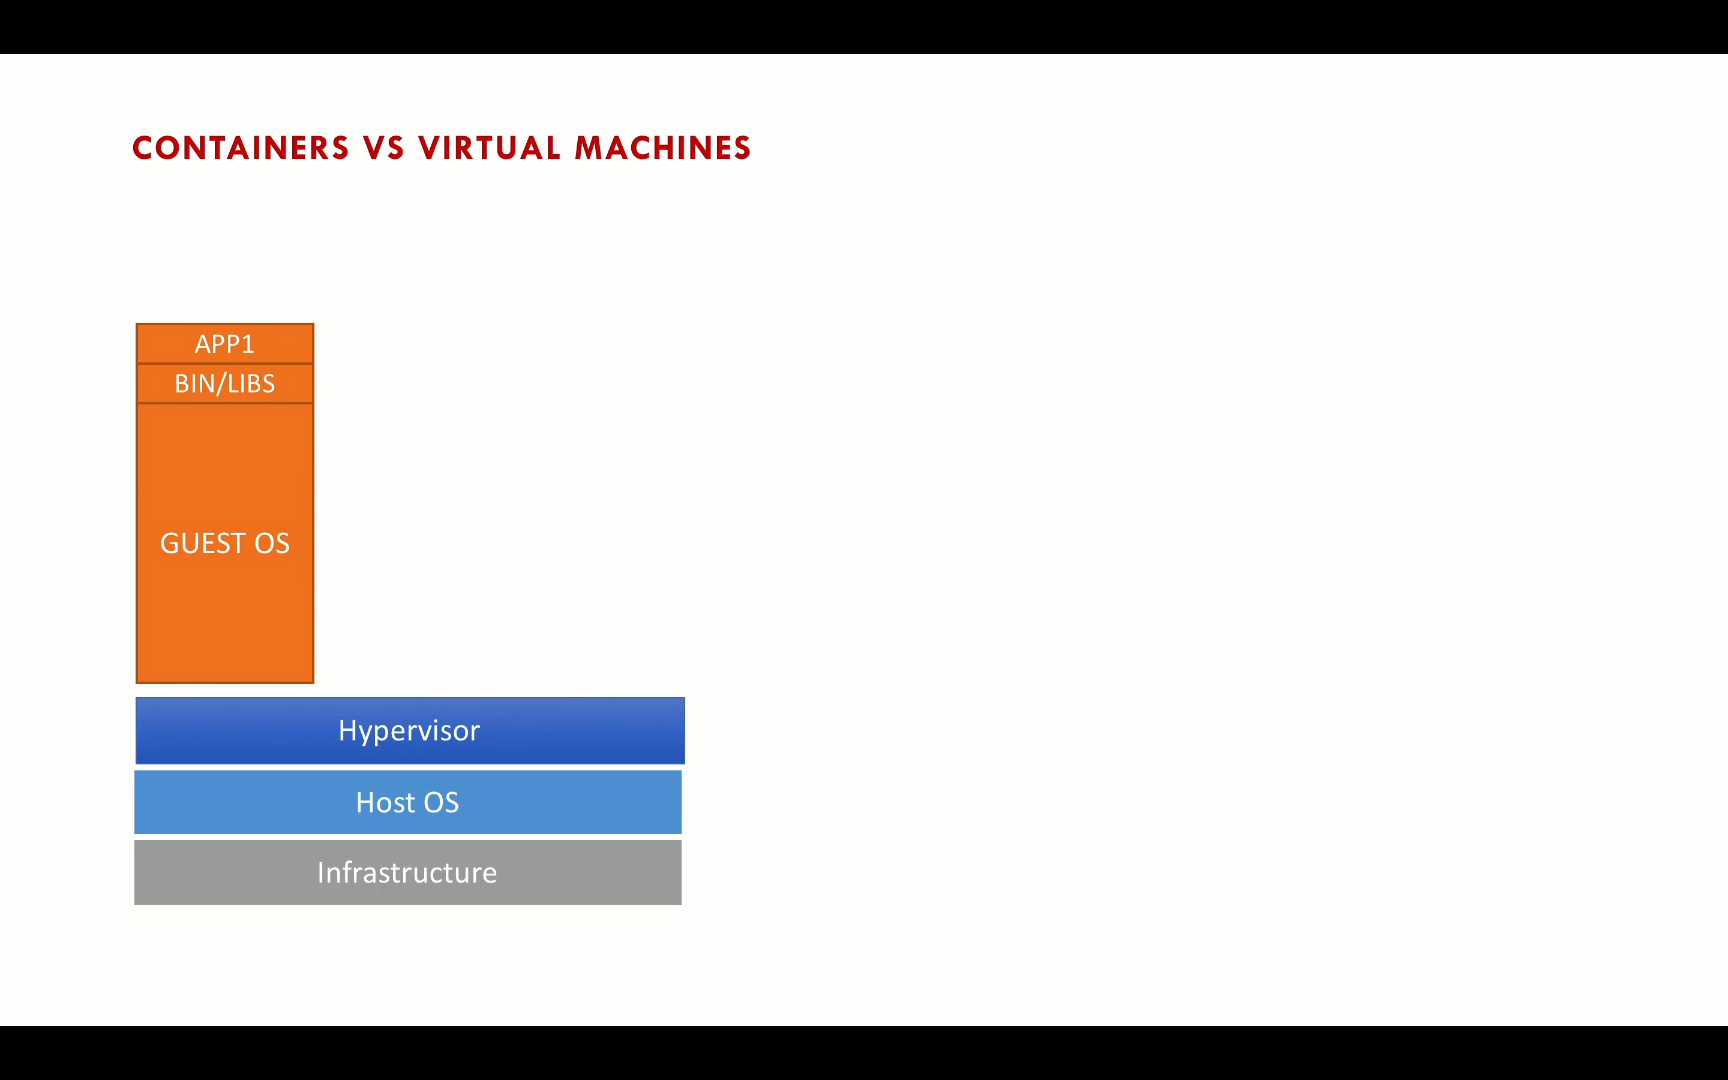 CONTAINERS VS VIRTUAL MACHINES
APP1
BIN/LIBS
GUEST OS
Hypervisor
Host OS
Infrastructure